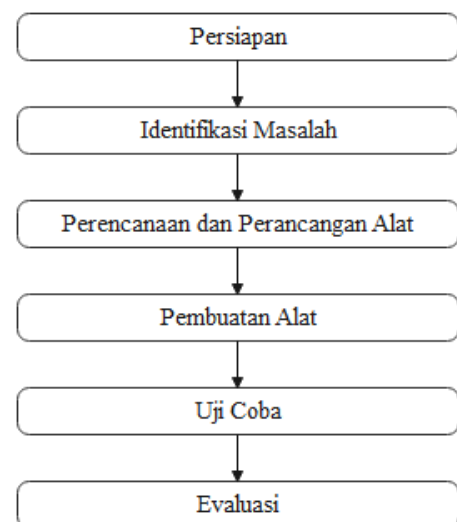 Persiapan
Identifikasi Masalah
Perencanaan dan Perancangan Alat
Pembuatan Alat
Uji Coba
Evaluasi